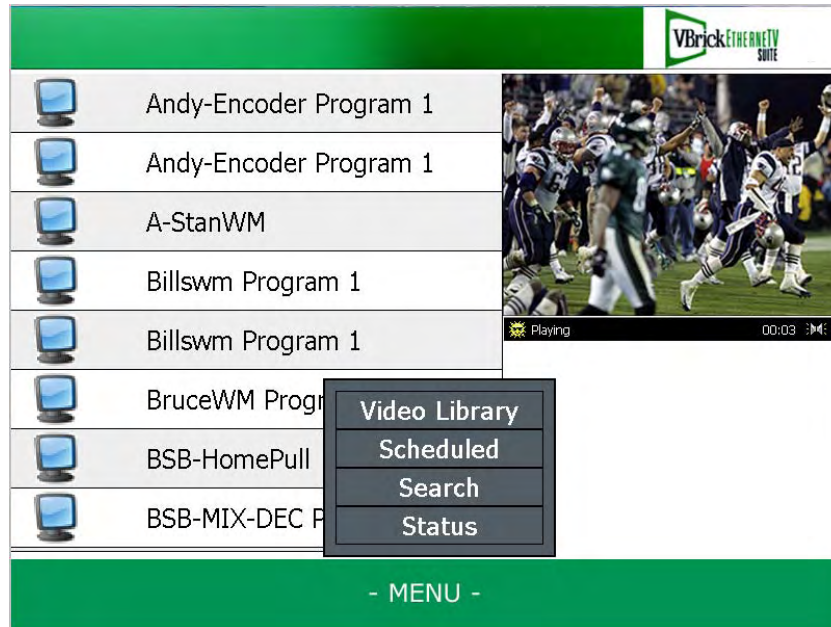 VBrick ETHERNETV
SUITE
Andy-Encoder Program 1
Andy-Encoder Program 1
A-StanWM
Billswm Program 1
Billswm Program 1
BruceWM Progr
BSB-HomePull
BSB-MIX-DEC P
Playing 00:03
Video Library
Scheduled
Search
Status
- MENU -